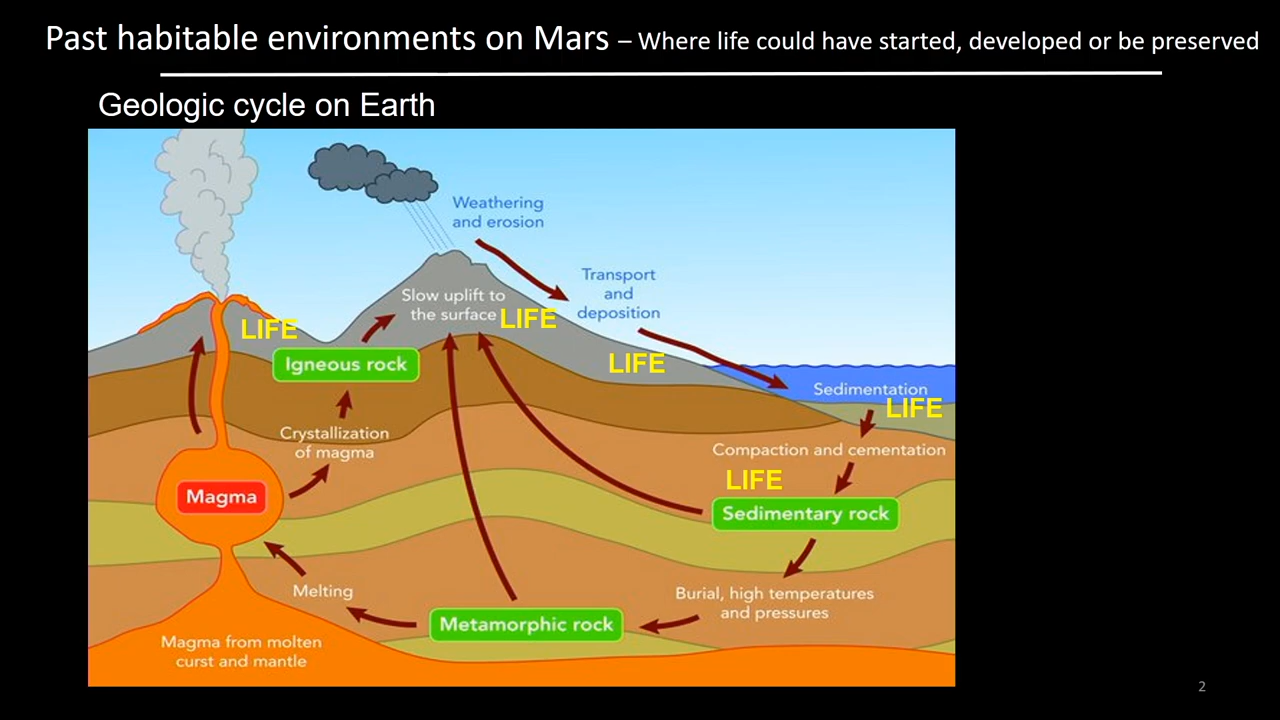 Past habitable environments on Mars – Where life could have started, developed or be preserved
Geologic cycle on Earth
Weathering
and erosion
Transport
and
deposition
Slow uplift to
the surface
LIFE
LIFE
LIFE
Igneous rock
Sedimentation
LIFE
Crystallization
of magma
Compaction and cementation
LIFE
Magma
Sedimentary rock
Melting
Burial, high temperatures
and pressures
Metamorphic rock
Magma from molten
curst and mantle
2